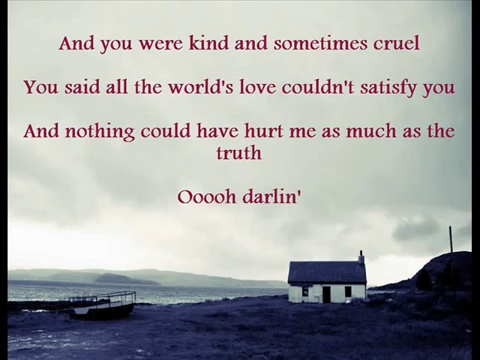 And you were kind and sometimes cruel
You said all the world's love couldn't satisfy you
And nothing could have hurt me as much as the
truth
Ooooh darlin'